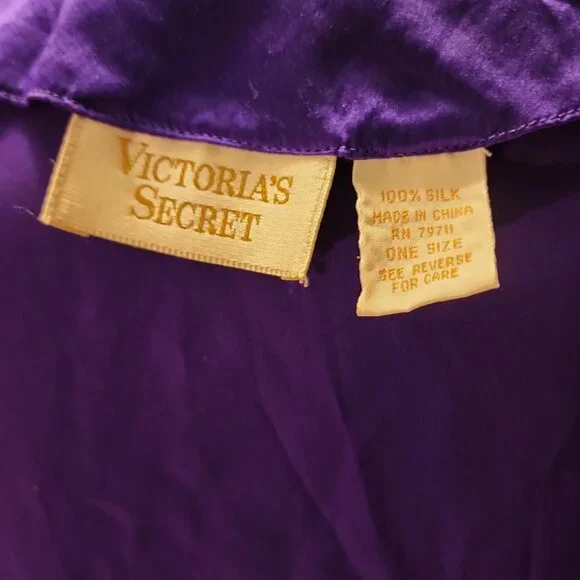 VICTORIA'S
SECRET
100% SILK
MADE IN CHINA
RN 79711
ONE SIZE
SEE REVERSE
FOR CARE